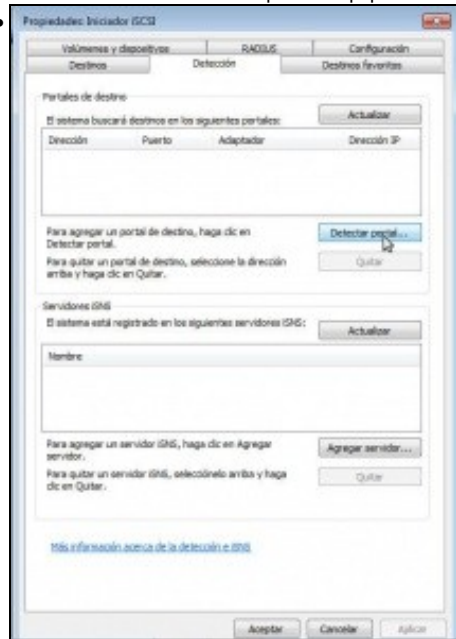 Propiedades: Iniciador iSCSI
Volúmenes y dispositivos
RADIUS
Configuración
Destinos
Detección
Destinos favoritos
Portales de destino
El sistema buscará destinos en los siguientes portales:
Actualizar
Dirección
Puerto
Adaptador
Dirección IP
Para agregar un portal de destino, haga clic en
Detectar portal.
Detectar portal...
Para quitar un portal de destino, seleccione la dirección
arriba y haga clic en Quitar.
Quitar
Servidores iSNS
El sistema está registrado en los siguientes servidores iSNS:
Actualizar
Nombre
Para agregar un servidor iSNS, haga clic en Agregar
servidor.
Agregar servidor...
Para quitar un servidor iSNS, selecciónelo arriba y haga
clic en Quitar.
Quitar
Más información acerca de la detección e iSNS
Aceptar
Cancelar
Aplicar